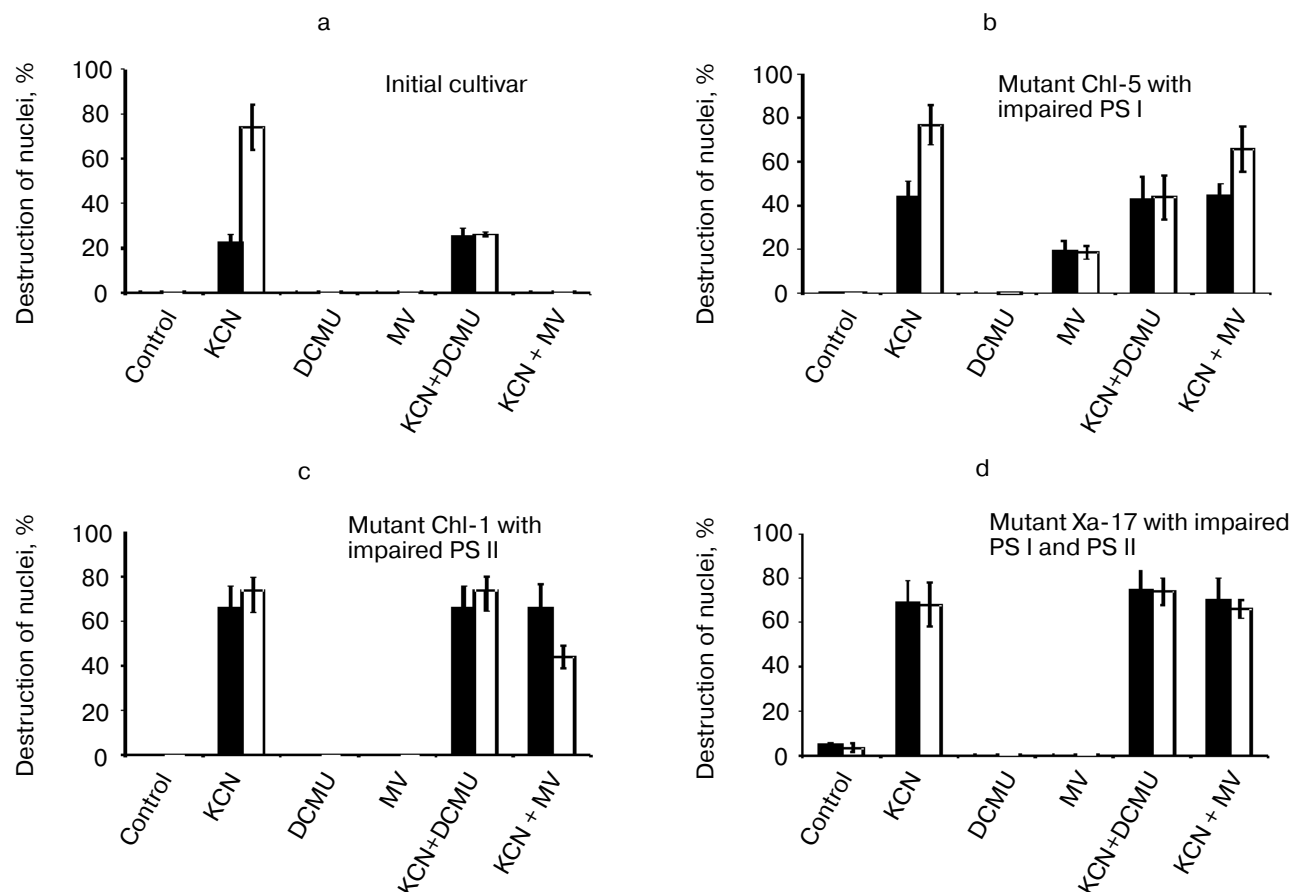 a
Destruction of nuclei, %
100
80
60
40
20
0
Initial cultivar
Control
KCN
DCMU
MV
KCN+DCMU
KCN + MV
b
Destruction of nuclei, %
100
80
60
40
20
0
Mutant Chl-5 with
impaired PS I
Control
KCN
DCMU
MV
KCN+DCMU
KCN + MV
c
Destruction of nuclei, %
100
80
60
40
20
0
Mutant Chl-1 with
impaired PS II
Control
KCN
DCMU
MV
KCN+DCMU
KCN + MV
d
Destruction of nuclei, %
100
80
60
40
20
0
Mutant Xa-17 with impaired
PS I and PS II
Control
KCN
DCMU
MV
KCN+DCMU
KCN + MV